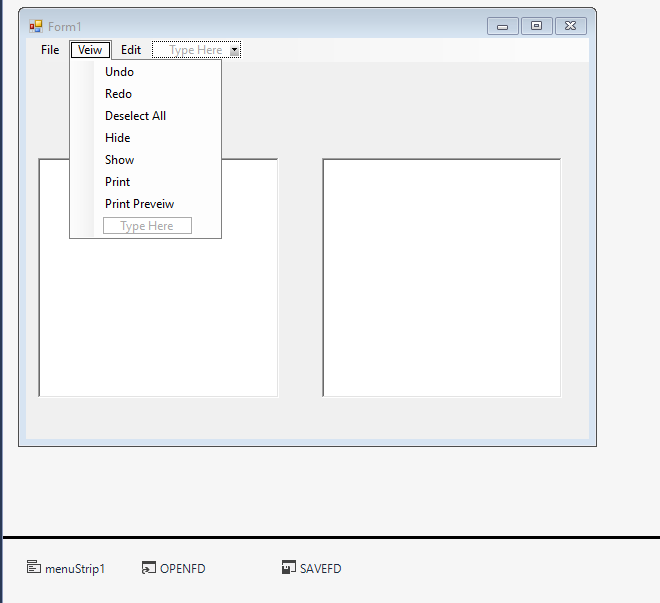 Form1
File Veiw Edit Type Here
Undo
Redo
Deselect All
Hide
Show
Print
Print Preveiw
Type Here
menuStrip1 OPENFD SAVEFD